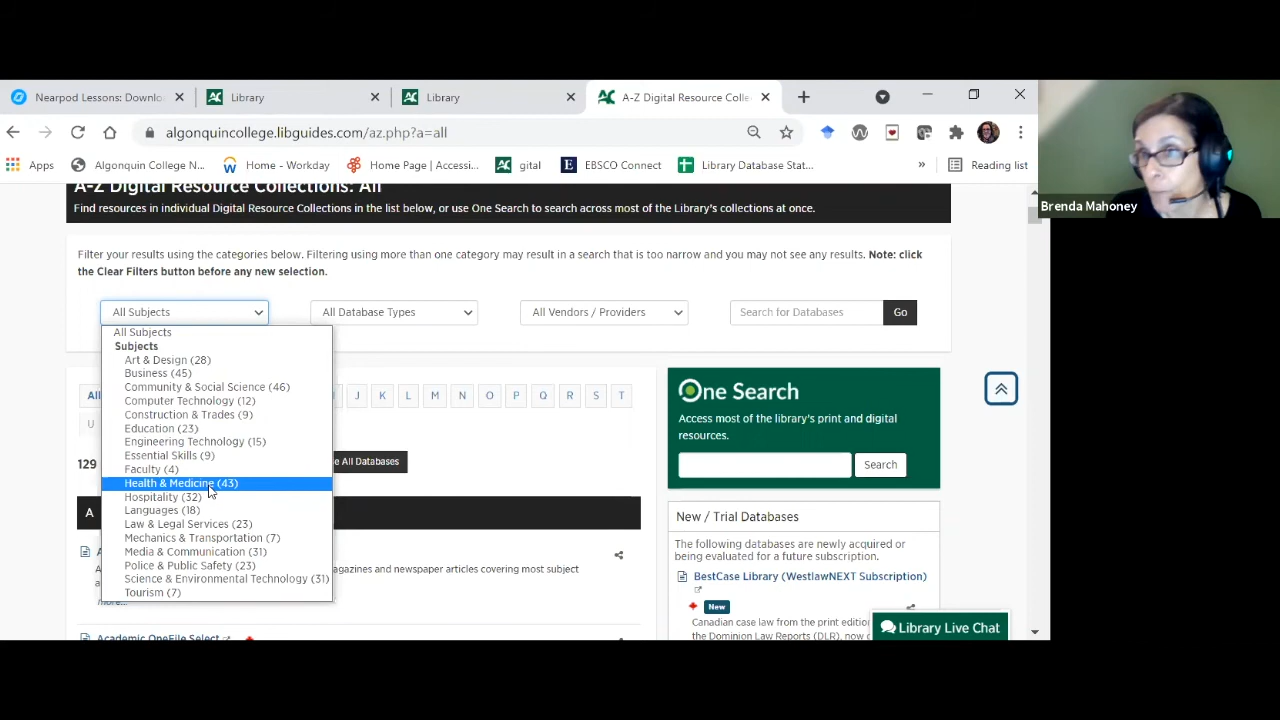 Nearpod Lessons: Downlo
Library
Library
A-Z Digital Resource Colle
algonquincollege.libguides.com/az.php?a=all
Apps
Algonquin College N...
Home - Workday
Home Page | Accessi...
gital
EBSCO Connect
Library Database Stat...
»
Reading list
A-Z Digital Resource Collections: All
Find resources in individual Digital Resource Collections in the list below, or use One Search to search across most of the Library's collections at once.
Brenda Mahoney
Filter your results using the categories below. Filtering using more than one category may result in a search that is too narrow and you may not see any results. Note: click
the Clear Filters button before any new selection.
All Subjects
All Database Types
All Vendors / Providers
Search for Databases
Go
All Subjects
Subjects
Art & Design (28)
Business (45)
Community & Social Science (46)
Computer Technology (12)
Construction & Trades (9)
Education (23)
Engineering Technology (15)
Essential Skills (9)
Faculty (4)
Health & Medicine (43)
Hospitality (32)
Languages (18)
Law & Legal Services (23)
Mechanics & Transportation (7)
Media & Communication (31)
Police & Public Safety (23)
Science & Environmental Technology (31)
Tourism (7)
All
J K L M N O P Q R S T
U
129
e All Databases
A
agazines and newspaper articles covering most subject
more...
Academic OneFile Select
One Search
Access most of the library's print and digital
resources.
Search
New / Trial Databases
The following databases are newly acquired or
being evaluated for a future subscription.
BestCase Library (WestlawNEXT Subscription)
New
Canadian case law from the print edition
the Dominion Law Reports (DLR), now
Library Live Chat